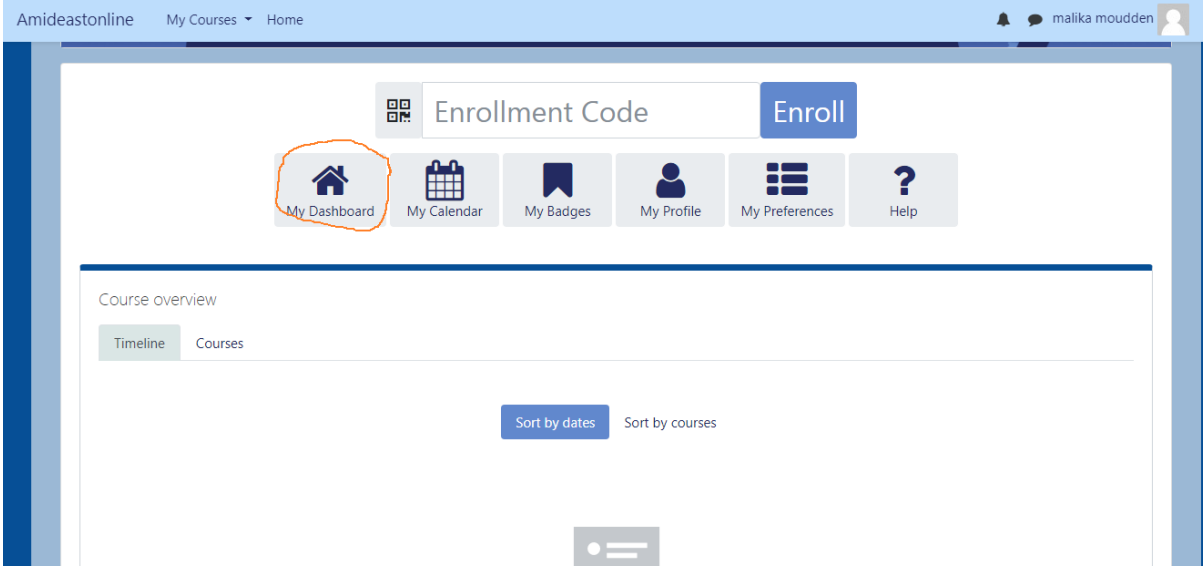 Amideastonline My Courses Home malika moudden
Enrollment Code Enroll
My Dashboard My Calendar My Badges My Profile My Preferences ? Help
Course overview
Timeline Courses
Sort by dates Sort by courses